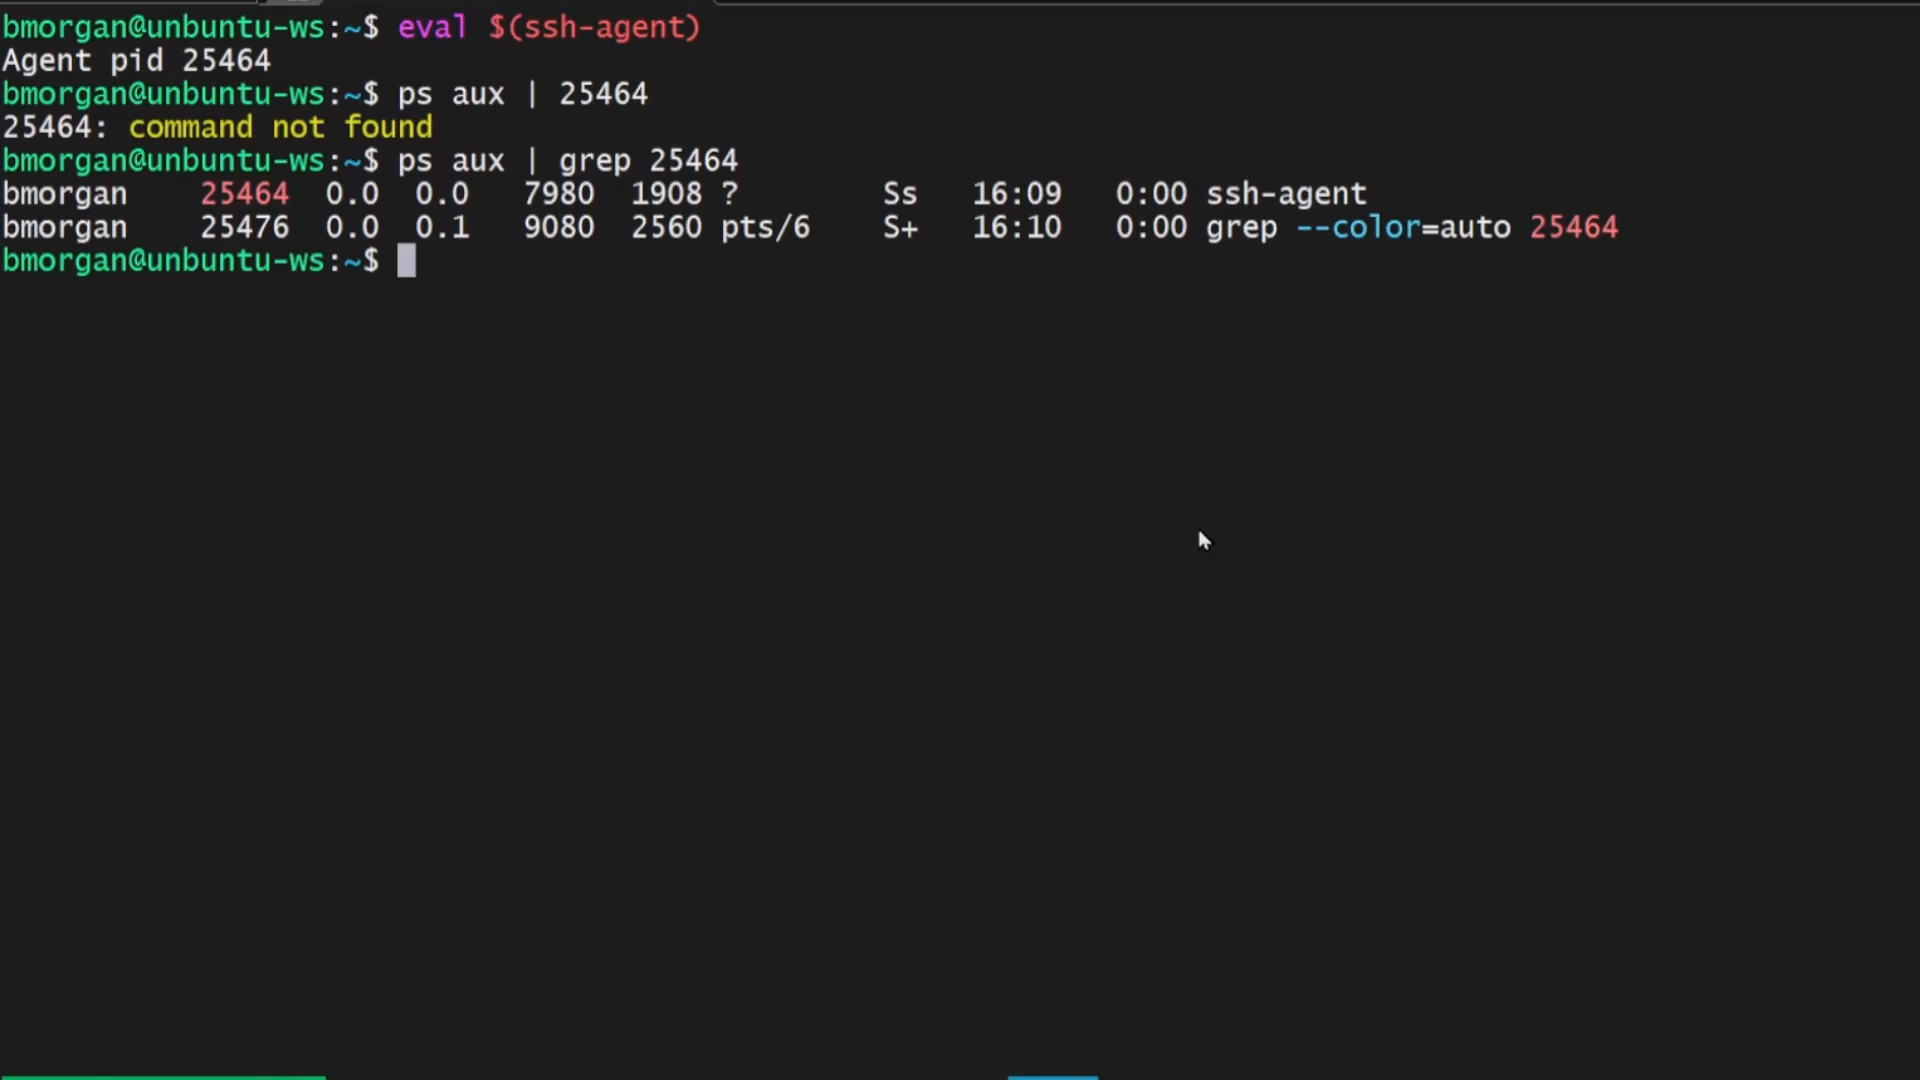 bmorgan@unbuntu-ws:~$ eval $(ssh-agent)
Agent pid 25464
bmorgan@unbuntu-ws:~$ ps aux | 25464
25464: command not found
bmorgan@unbuntu-ws:~$ ps aux | grep 25464
bmorgan    25464  0.0  0.0   7980  1908 ?        Ss   16:09   0:00 ssh-agent
bmorgan    25476  0.0  0.1   9080  2560 pts/6    S+   16:10   0:00 grep --color=auto 25464
bmorgan@unbuntu-ws:~$